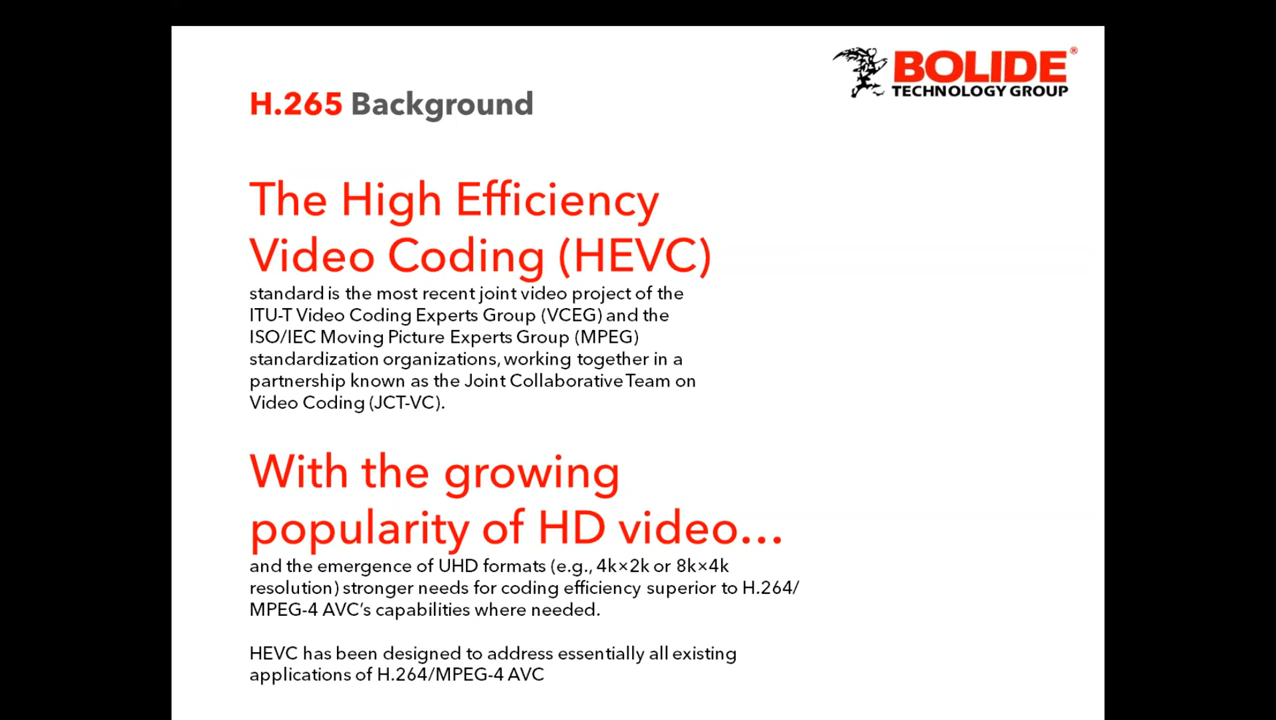 BOLIDE®
TECHNOLOGY GROUP
H.265 Background
The High Efficiency
Video Coding (HEVC)
standard is the most recent joint video project of the
ITU-T Video Coding Experts Group (VCEG) and the
ISO/IEC Moving Picture Experts Group (MPEG)
standardization organizations, working together in a
partnership known as the Joint Collaborative Team on
Video Coding (JCT-VC).
With the growing
popularity of HD video...
and the emergence of UHD formats (e.g., 4k×2k or 8k×4k
resolution) stronger needs for coding efficiency superior to H.264/
MPEG-4 AVC’s capabilities where needed.
HEVC has been designed to address essentially all existing
applications of H.264/MPEG-4 AVC